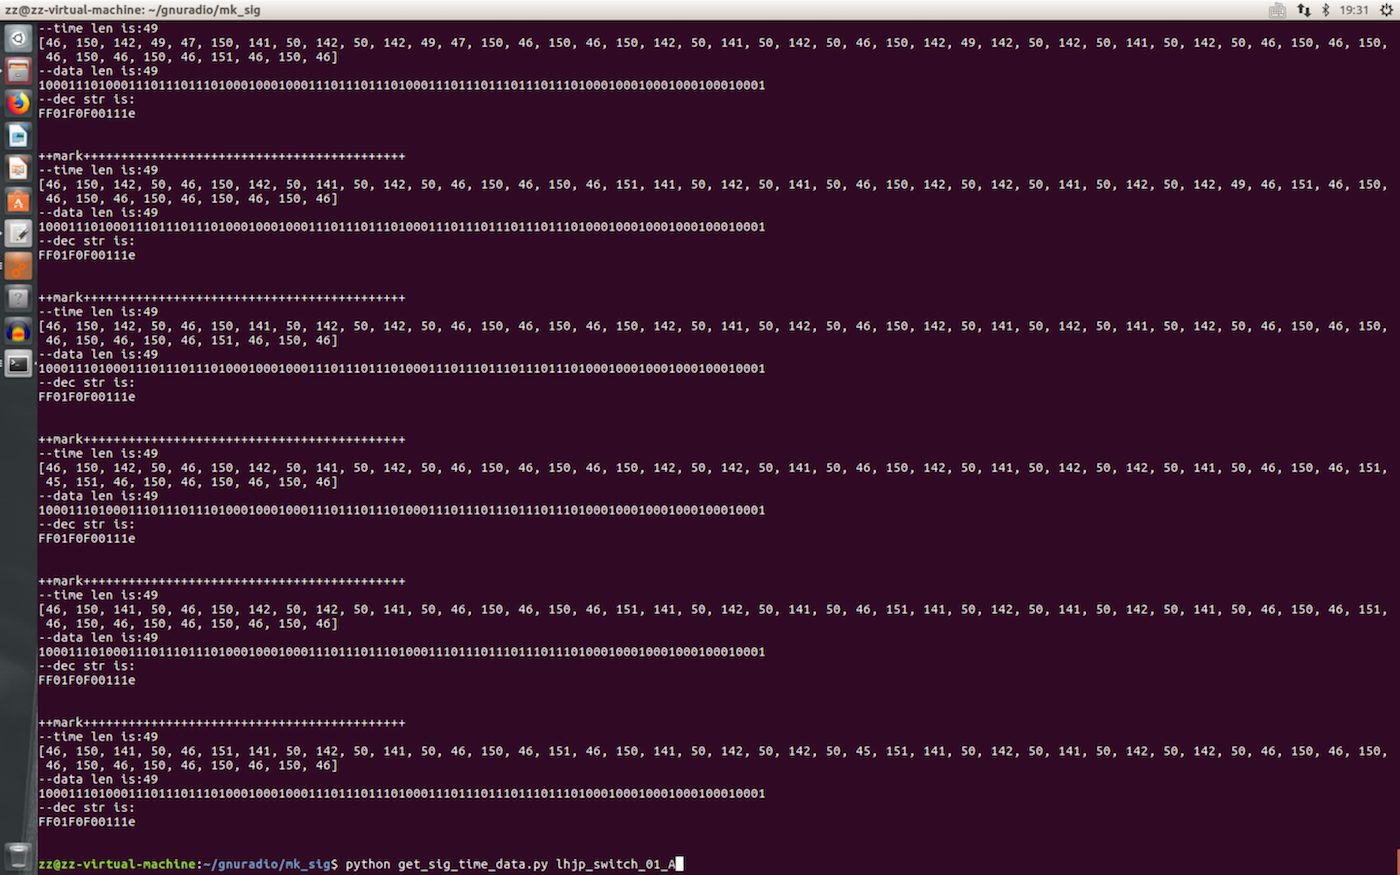 zz@zz-virtual-machine: ~/gnuradio/mk_sig
19:31
--time len is:49
[46, 150, 142, 49, 47, 150, 141, 50, 142, 50, 142, 49, 47, 150, 46, 150, 46, 150, 142, 50, 141, 50, 142, 50, 46, 150, 142, 49, 142, 50, 142, 50, 141, 50, 142, 50, 46, 150, 46, 150,
46, 150, 46, 150, 46, 151, 46, 150, 46]
--data len is:49
1000111010001110111011101000100010001110111011101000111011101110111011101000100010001000100010001
--dec str is:
FF01F0F00111e
++mark+++++++++++++++++++++++++++++++++++++++++++
--time len is:49
[46, 150, 142, 50, 46, 150, 142, 50, 141, 50, 142, 50, 46, 150, 46, 150, 46, 151, 141, 50, 142, 50, 141, 50, 46, 150, 142, 50, 142, 50, 141, 50, 142, 50, 142, 49, 46, 151, 46, 150,
46, 150, 46, 150, 46, 150, 46, 150, 46]
--data len is:49
1000111010001110111011101000100010001110111011101000111011101110111011101000100010001000100010001
--dec str is:
FF01F0F00111e
++mark+++++++++++++++++++++++++++++++++++++++++++
--time len is:49
[46, 150, 142, 50, 46, 150, 141, 50, 142, 50, 142, 50, 46, 150, 46, 150, 46, 150, 142, 50, 141, 50, 142, 50, 46, 150, 142, 50, 141, 50, 142, 50, 141, 50, 142, 50, 46, 150, 46, 150,
46, 150, 46, 150, 46, 151, 46, 150, 46]
--data len is:49
1000111010001110111011101000100010001110111011101000111011101110111011101000100010001000100010001
--dec str is:
FF01F0F00111e
++mark+++++++++++++++++++++++++++++++++++++++++++
--time len is:49
[46, 150, 142, 50, 46, 150, 142, 50, 141, 50, 142, 50, 46, 150, 46, 150, 46, 150, 142, 50, 142, 50, 141, 50, 46, 150, 142, 50, 141, 50, 142, 50, 142, 50, 141, 50, 46, 150, 46, 151,
45, 151, 46, 150, 46, 150, 46, 150, 46]
--data len is:49
1000111010001110111011101000100010001110111011101000111011101110111011101000100010001000100010001
--dec str is:
FF01F0F00111e
++mark+++++++++++++++++++++++++++++++++++++++++++
--time len is:49
[46, 150, 141, 50, 46, 150, 142, 50, 142, 50, 141, 50, 46, 150, 46, 150, 46, 151, 141, 50, 142, 50, 141, 50, 46, 151, 141, 50, 142, 50, 141, 50, 142, 50, 141, 50, 46, 150, 46, 151,
46, 150, 46, 150, 46, 150, 46, 150, 46]
--data len is:49
1000111010001110111011101000100010001110111011101000111011101110111011101000100010001000100010001
--dec str is:
FF01F0F00111e
++mark+++++++++++++++++++++++++++++++++++++++++++
--time len is:49
[46, 150, 141, 50, 46, 151, 141, 50, 142, 50, 141, 50, 46, 150, 46, 151, 46, 150, 141, 50, 142, 50, 142, 50, 45, 151, 141, 50, 142, 50, 141, 50, 142, 50, 142, 50, 46, 150, 46, 150,
46, 150, 46, 150, 46, 150, 46, 150, 46]
--data len is:49
1000111010001110111011101000100010001110111011101000111011101110111011101000100010001000100010001
--dec str is:
FF01F0F00111e
zz@zz-virtual-machine:~/gnuradio/mk_sig$ python get_sig_time_data.py lhjp_switch_01_A